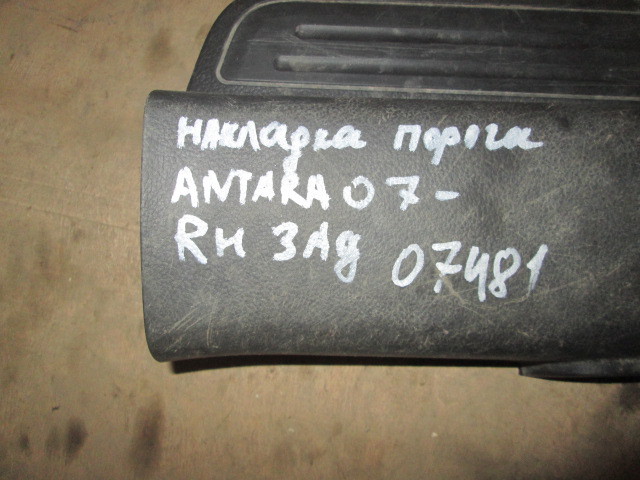 Накладка порога
ANTARA 07-
RH ЗАд 07481